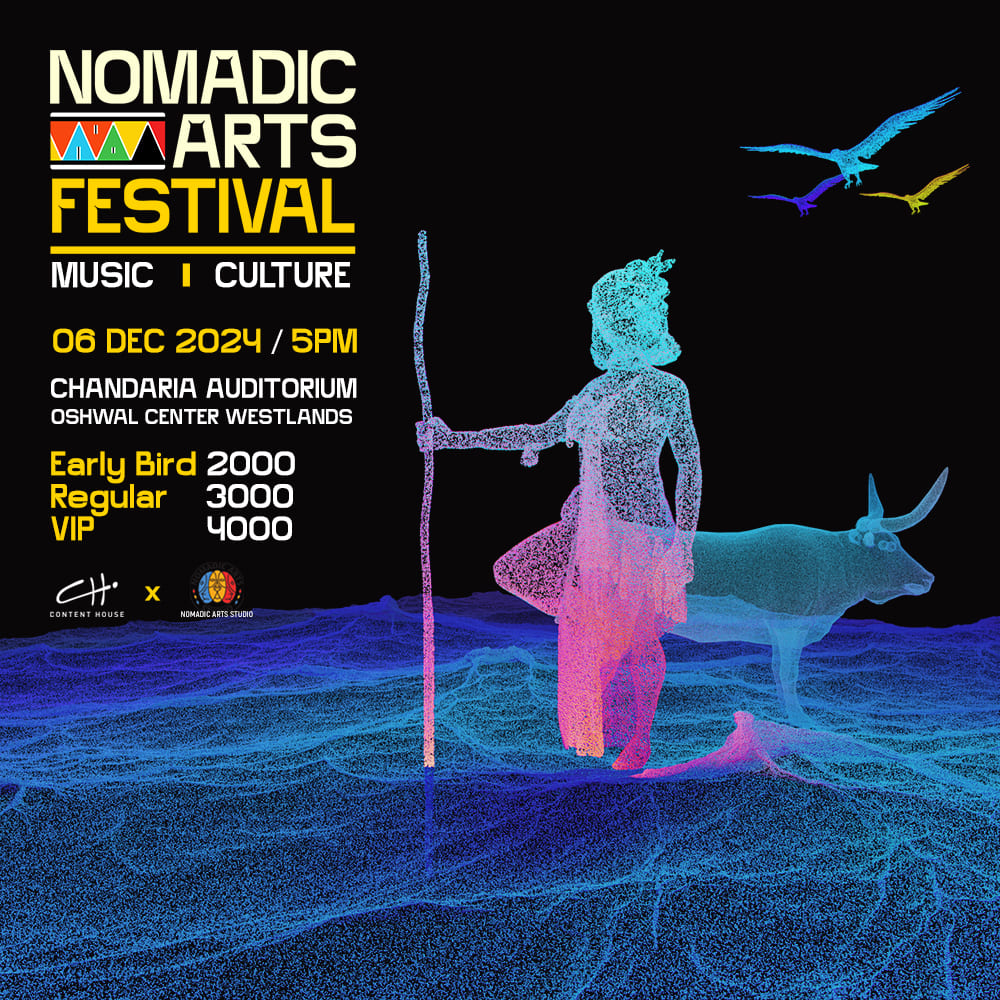 NOMADIC
ARTS
FESTIVAL
MUSIC I CULTURE
06 DEC 2024 / 5PM
CHANDARIA AUDITORIUM
OSHWAL CENTER WESTLANDS
Early Bird 2000
Regular 3000
VIP 4000
CH.
CONTENT HOUSE
x
NOMADIC ARTS STUDIO